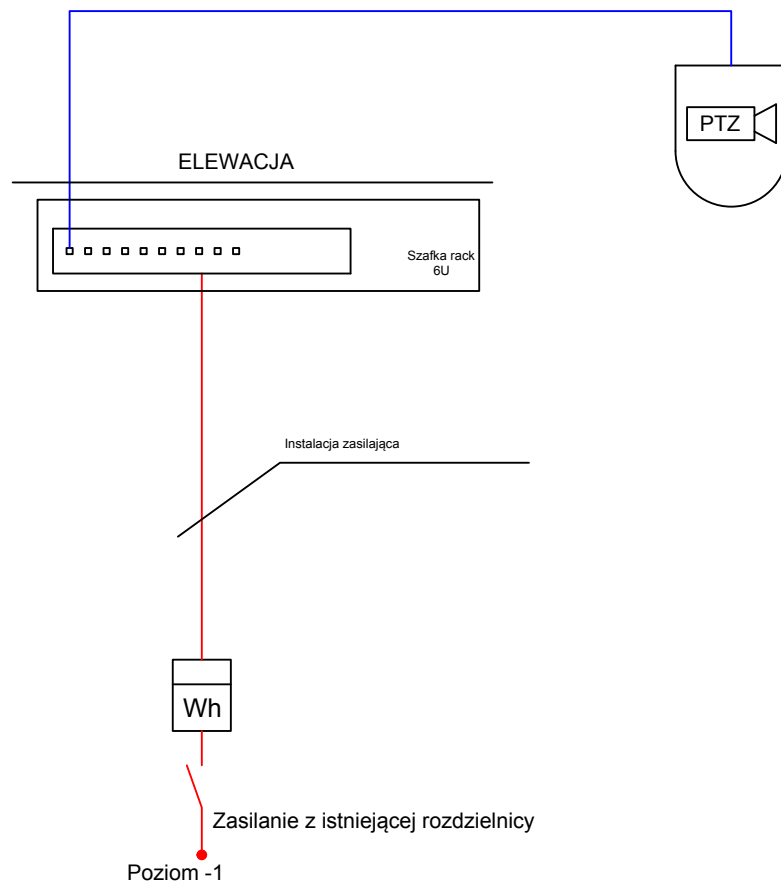 PTZ
ELEWACJA
Szafka rack
6U
Instalacja zasilająca
Wh
Zasilanie z istniejącej rozdzielnicy
Poziom -1